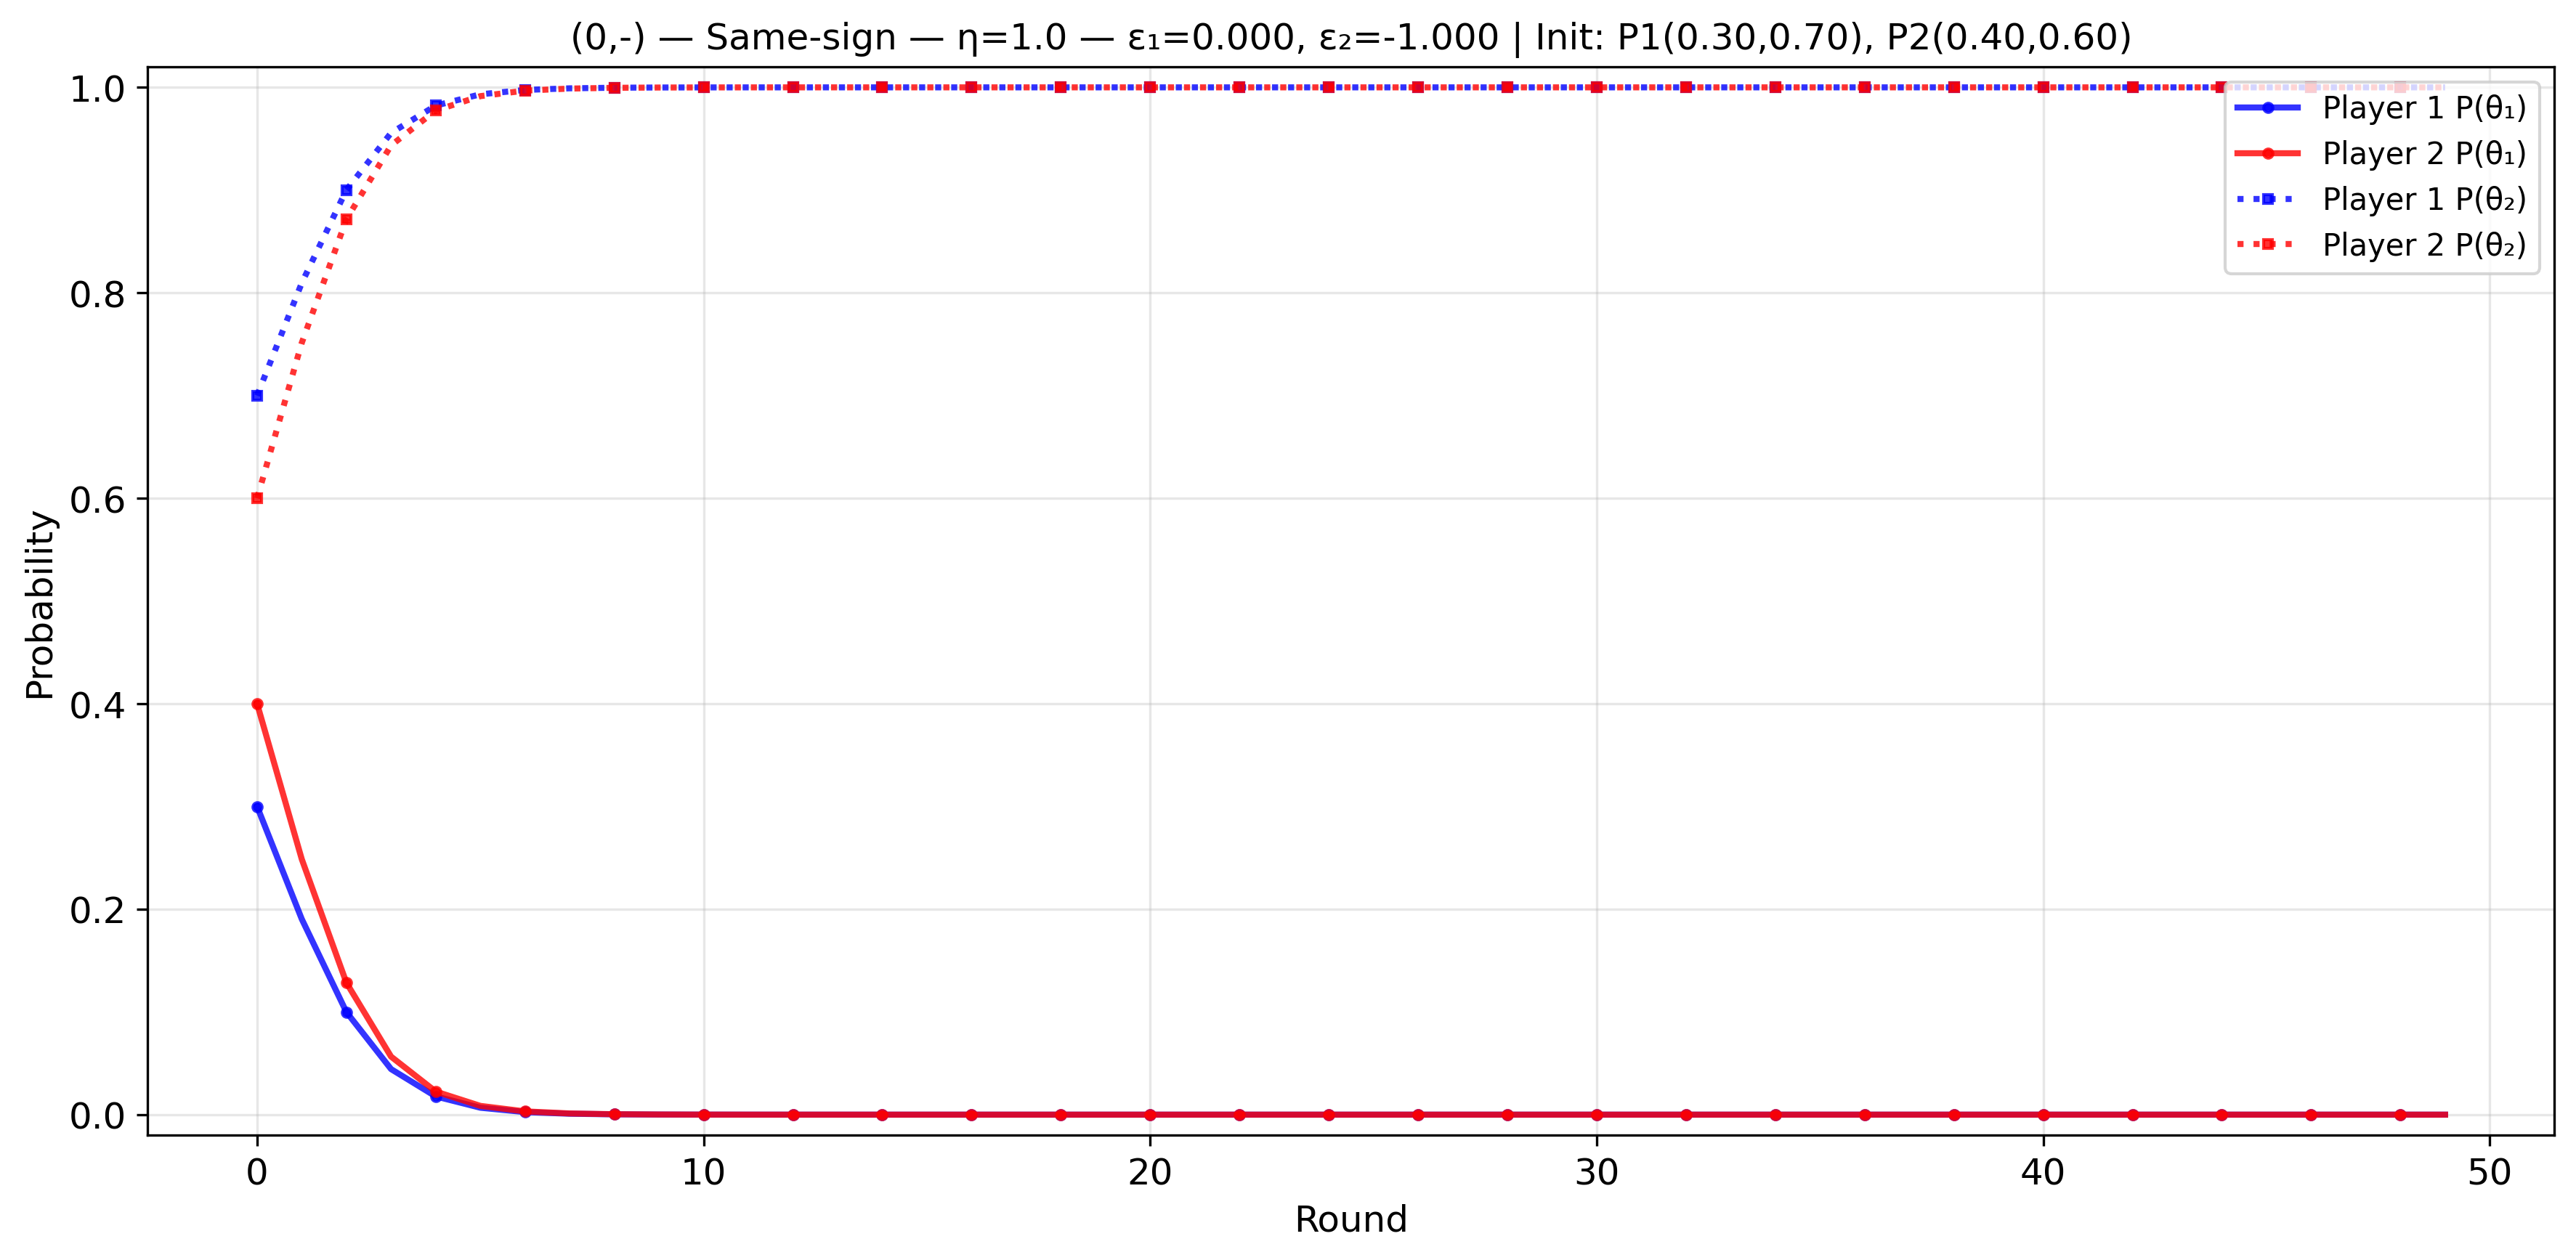 (0,-) — Same-sign — η=1.0 — ε₁=0.000, ε₂=-1.000 | Init: P1(0.30,0.70), P2(0.40,0.60)
1.0
0.8
0.6
0.4
0.2
0.0
Probability
Player 1 P(θ₁)
Player 2 P(θ₁)
Player 1 P(θ₂)
Player 2 P(θ₂)
0 10 20 30 40 50
Round